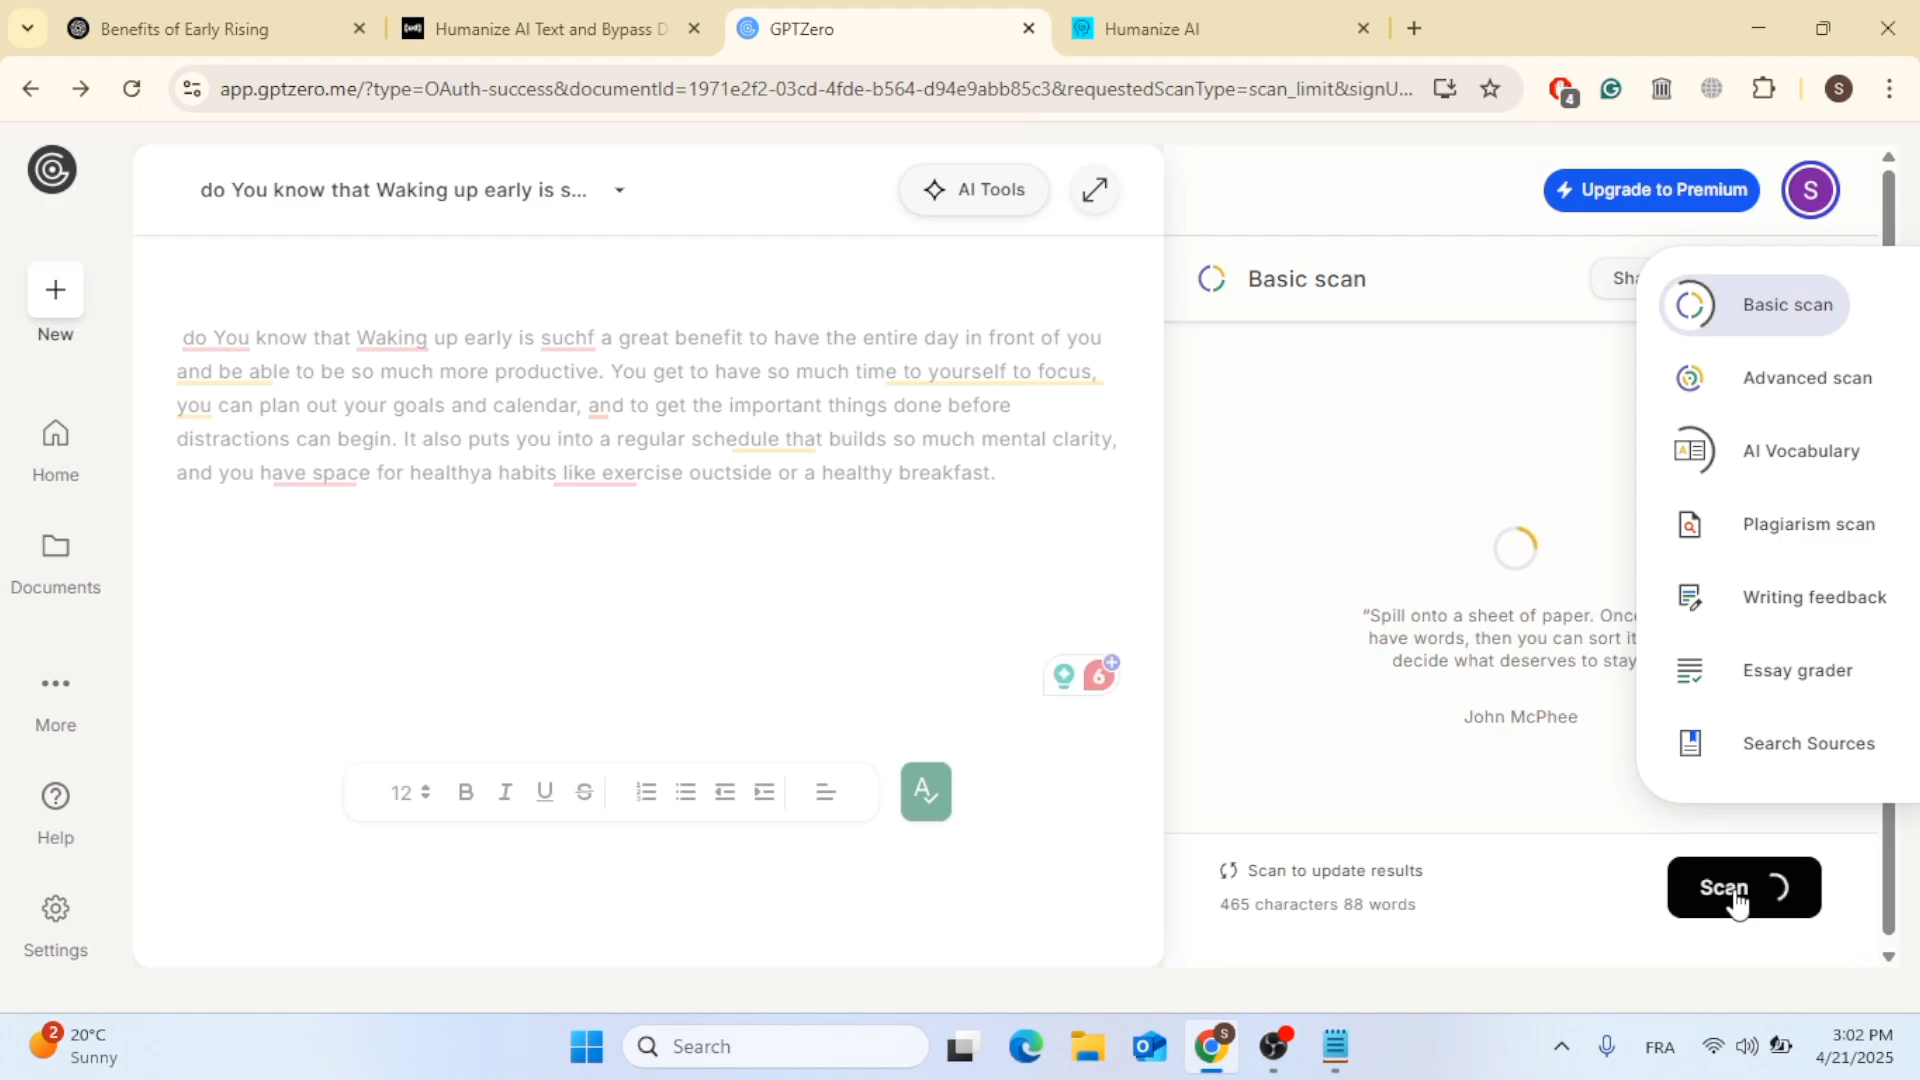 Benefits of Early Rising
Humanize AI Text and Bypass D
GPTZero
Humanize AI
app.gptzero.me/?type=OAuth-success&documentId=1971e2f2-03cd-4fde-b564-d94e9abb85c3&requestedScanType=scan_limit&signU...
4
S
do You know that Waking up early is s...
AI Tools
Upgrade to Premium
S
New
Home
Documents
More
Help
Settings
do You know that Waking up early is suchf a great benefit to have the entire day in front of you
and be able to be so much more productive. You get to have so much time to yourself to focus,
you can plan out your goals and calendar, and to get the important things done before
distractions can begin. It also puts you into a regular schedule that builds so much mental clarity,
and you have space for healthya habits like exercise ouctside or a healthy breakfast.
6
12
B I U S
Basic scan
Sha
Basic scan
Advanced scan
AI Vocabulary
Plagiarism scan
Writing feedback
Essay grader
Search Sources
“Spill onto a sheet of paper. Once
have words, then you can sort it
decide what deserves to stay
John McPhee
Scan to update results
465 characters 88 words
Scan
2
20°C
Sunny
Search
S
FRA
3:02 PM
4/21/2025